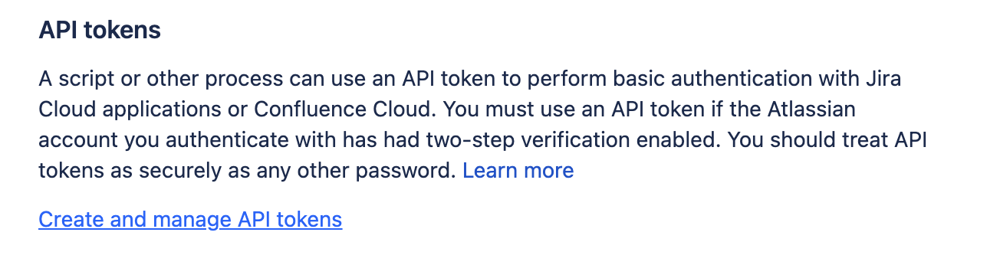 API tokens
A script or other process can use an API token to perform basic authentication with Jira
Cloud applications or Confluence Cloud. You must use an API token if the Atlassian
account you authenticate with has had two-step verification enabled. You should treat API
tokens as securely as any other password. Learn more
Create and manage API tokens